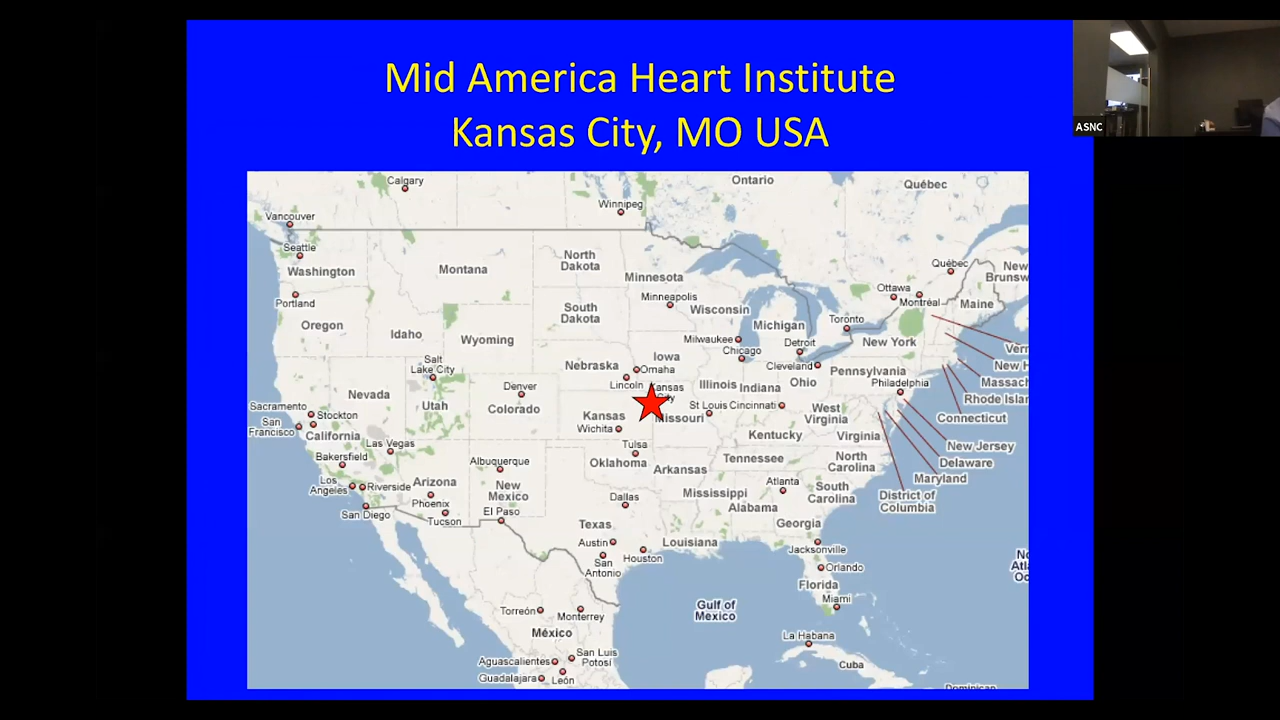 Mid America Heart Institute
Kansas City, MO USA
ASNC
Calgary
Ontario
Québec
Winnipeg
Vancouver
Seattle
Washington
Montana
North
Dakota
Minnesota
Québec
New
Brunsw
Portland
Oregon
Idaho
Wyoming
South
Dakota
Minneapolis
Wisconsin
Michigan
Ottawa
Montréal
Maine
Toronto
New York
Verr
New H
Massach
Rhode Islan
Connecticut
New Jersey
Delaware
Maryland
District of
Columbia
Milwaukee
Chicago
Detroit
Cleveland
Pennsylvania
Philadelphia
Salt
Lake City
Nebraska
Iowa
Omaha
Lincoln
Kansas
City
Illinois
Indiana
Ohio
Nevada
Utah
Denver
Colorado
Kansas
Wichita
Missouri
St Louis
Cincinnati
West
Virginia
Virginia
Sacramento
Stockton
San
Francisco
California
Las Vegas
Bakersfield
Kentucky
Tulsa
Oklahoma
Arkansas
Tennessee
North
Carolina
Los
Angeles
Riverside
Arizona
Phoenix
Albuquerque
New
Mexico
San Diego
Tucson
El Paso
Dallas
Mississippi
Alabama
Atlanta
South
Carolina
Georgia
Texas
Austin
Houston
San
Antonio
Louisiana
Jacksonville
Orlando
Florida
Miami
Gulf of
Mexico
Torreón
Monterrey
México
La Habana
Cuba
San Luis
Potosí
Aguascalientes
Guadalajara
León
Dominican